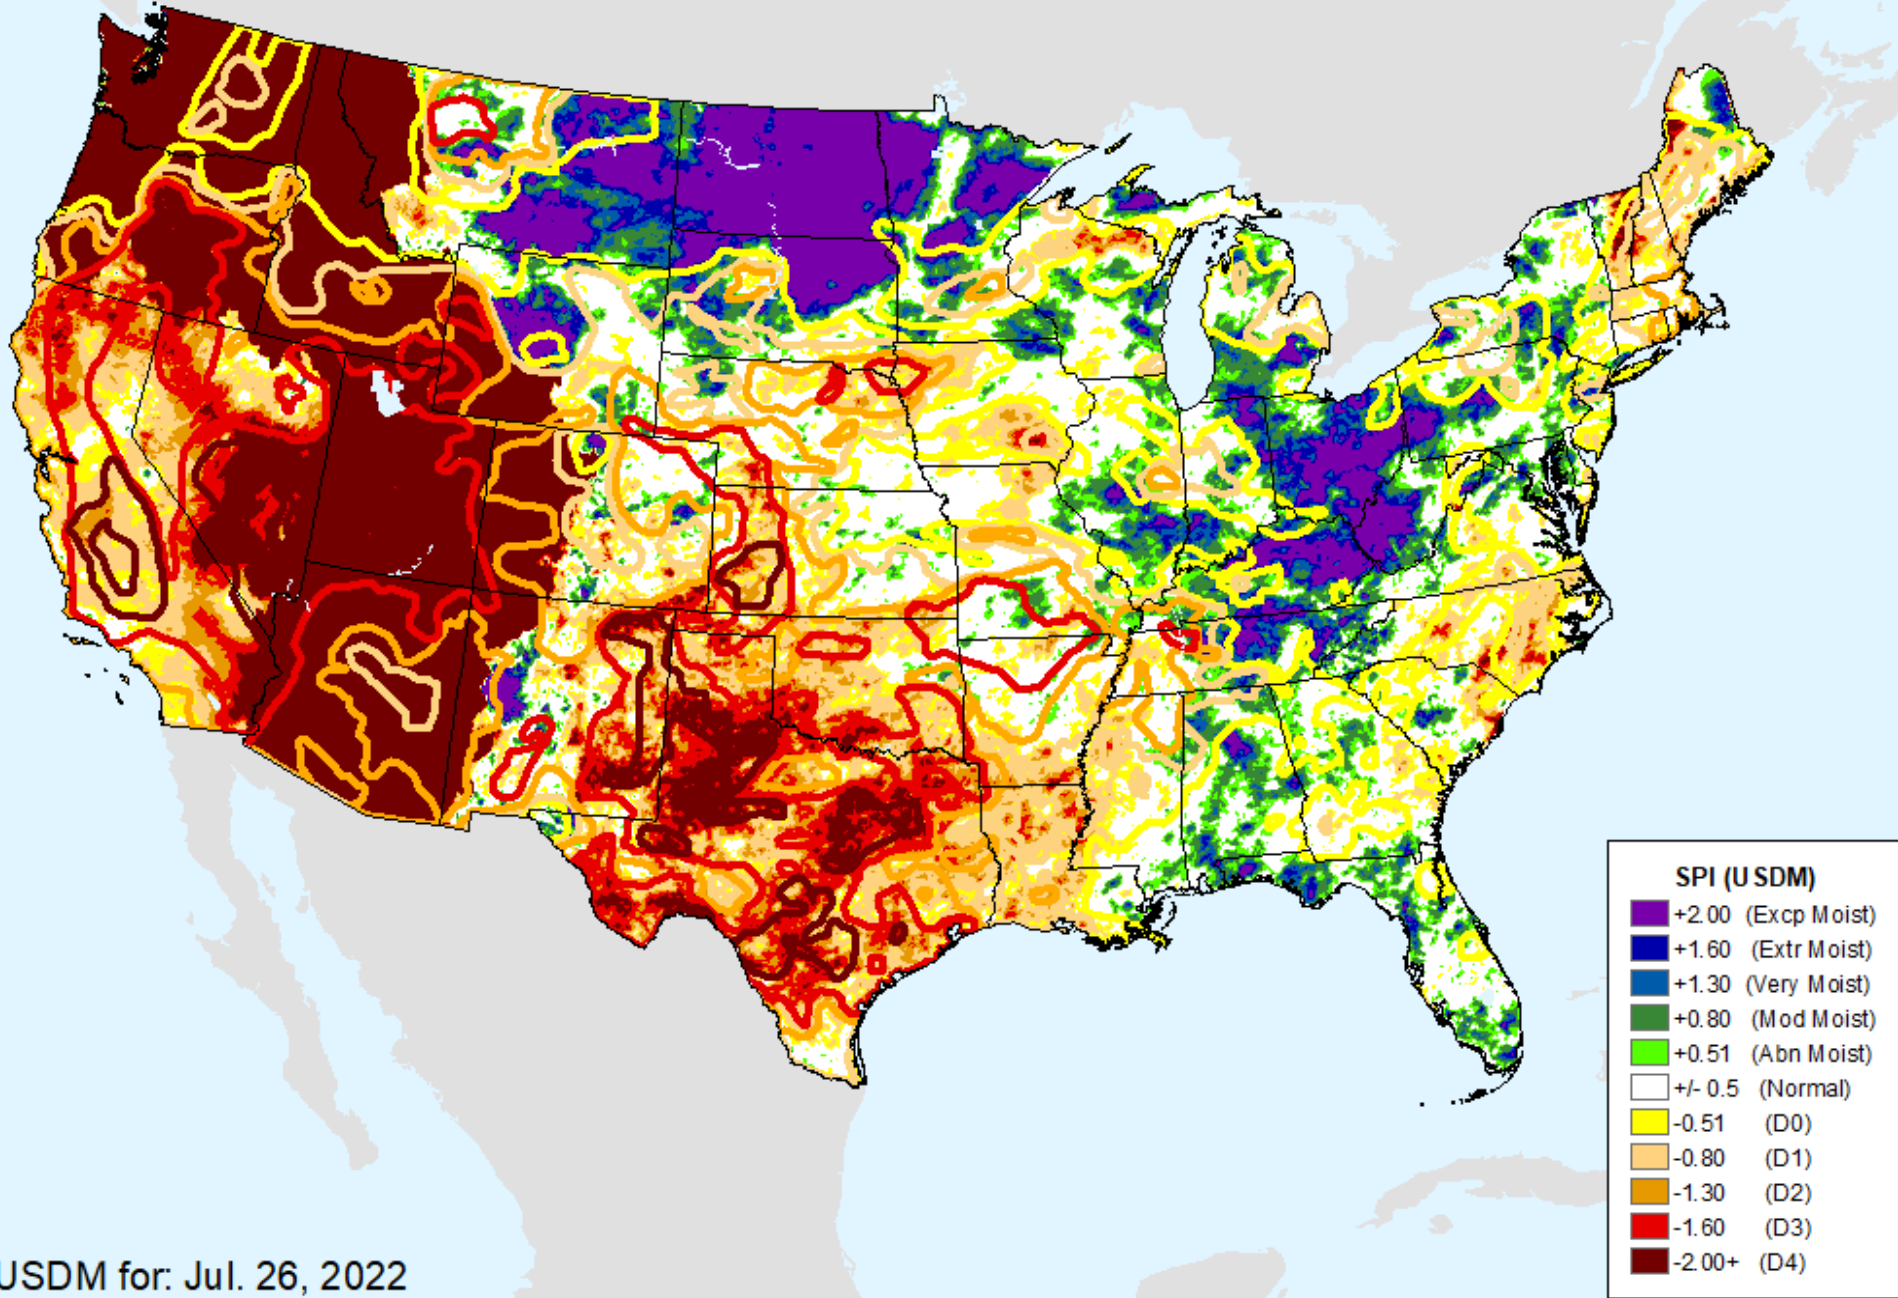 SPI (USDM)
+2.00 (Excp Moist)
+1.60 (Extr Moist)
+1.30 (Very Moist)
+0.80 (Mod Moist)
+0.51 (Abn Moist)
+/- 0.5 (Normal)
-0.51 (D0)
-0.80 (D1)
-1.30 (D2)
-1.60 (D3)
-2.00+ (D4)
USDM for: Jul. 26, 2022